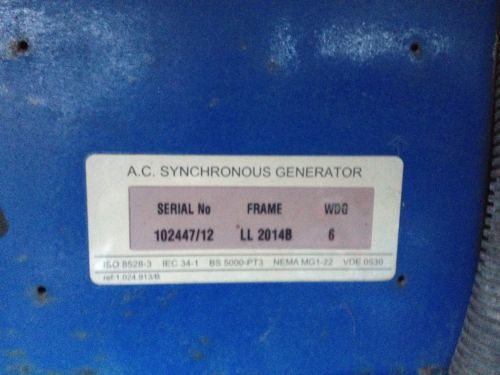 A.C. SYNCHRONOUS GENERATOR
SERIAL No FRAME WDG
102447/12 LL 2014B 6
ISO 8528-3 IEC 34-1 BS 5000-PT3 NEMA MG1-22 VDE 0530
ref:1.024.913/B